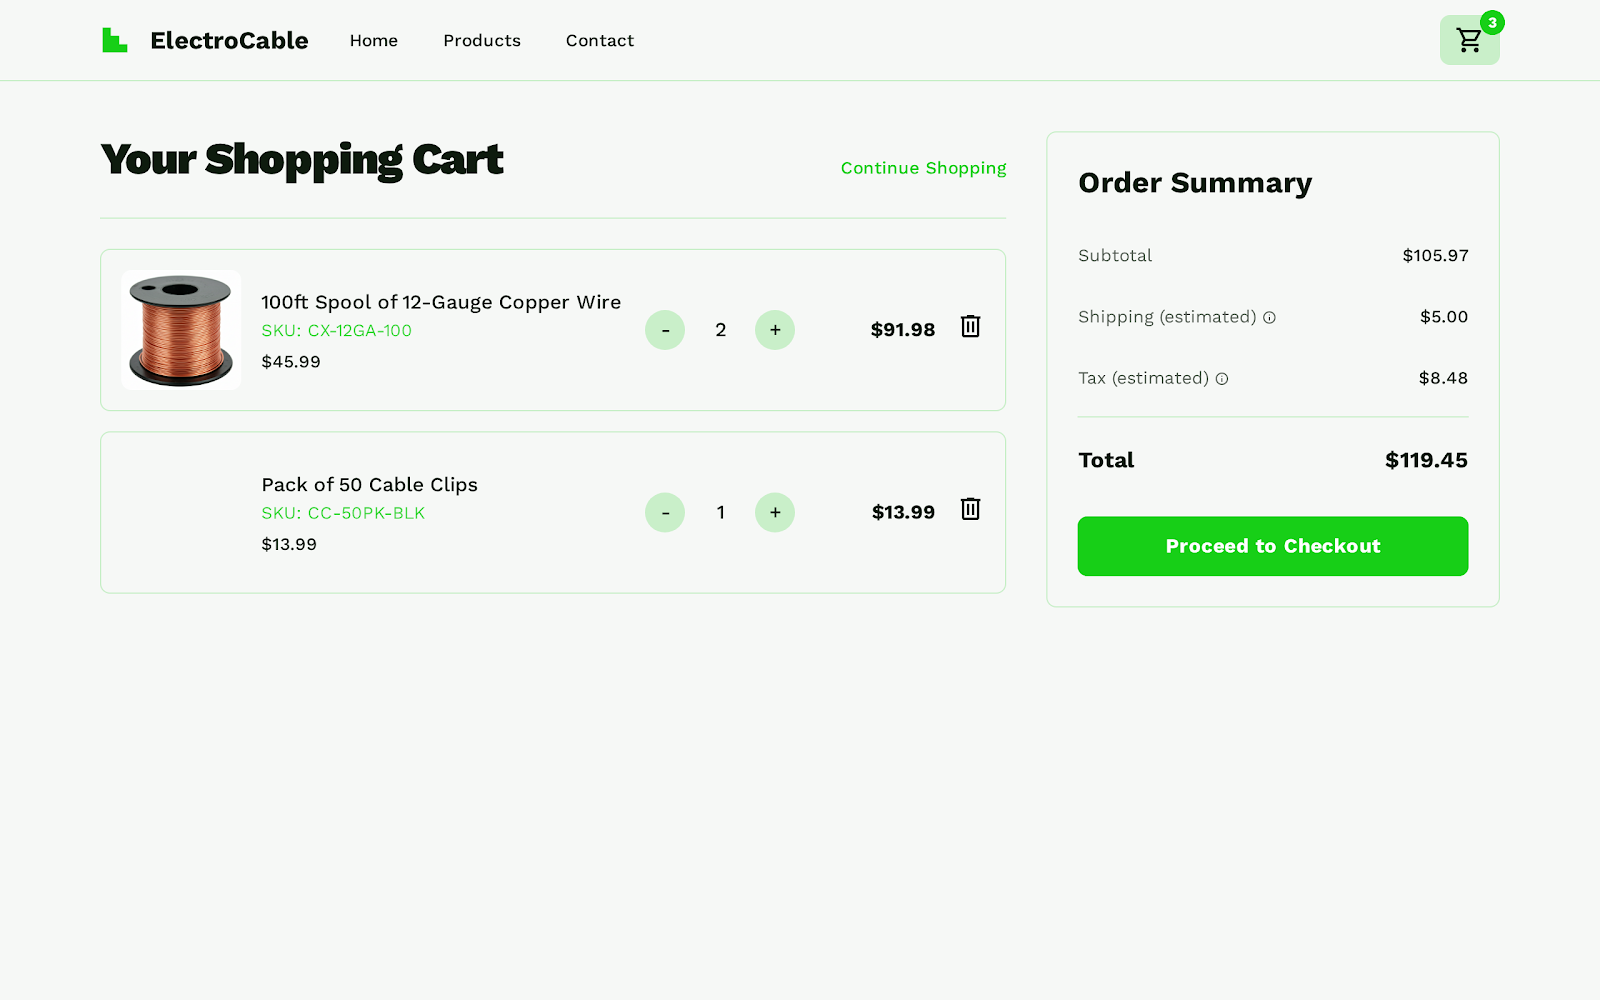 ElectroCable
Home
Products
Contact
3
Your Shopping Cart
Continue Shopping
100ft Spool of 12-Gauge Copper Wire
SKU: CX-12GA-100
$45.99
-
2
+
$91.98
Pack of 50 Cable Clips
SKU: CC-50PK-BLK
$13.99
-
1
+
$13.99
Order Summary
Subtotal
$105.97
Shipping (estimated)
$5.00
Tax (estimated)
$8.48
Total
$119.45
Proceed to Checkout